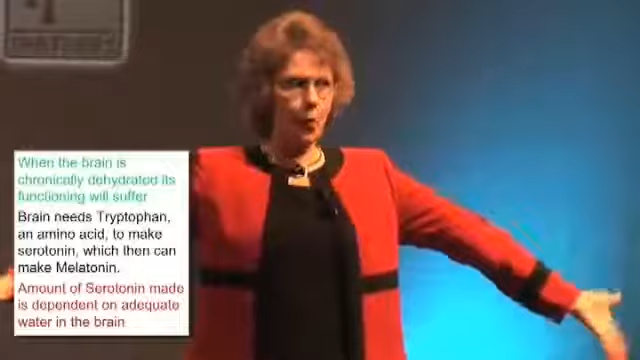 When the brain is
chronically dehydrated its
functioning will suffer
Brain needs Tryptophan,
an amino acid, to make
serotonin, which then can
make Melatonin.
Amount of Serotonin made
is dependent on adequate
water in the brain